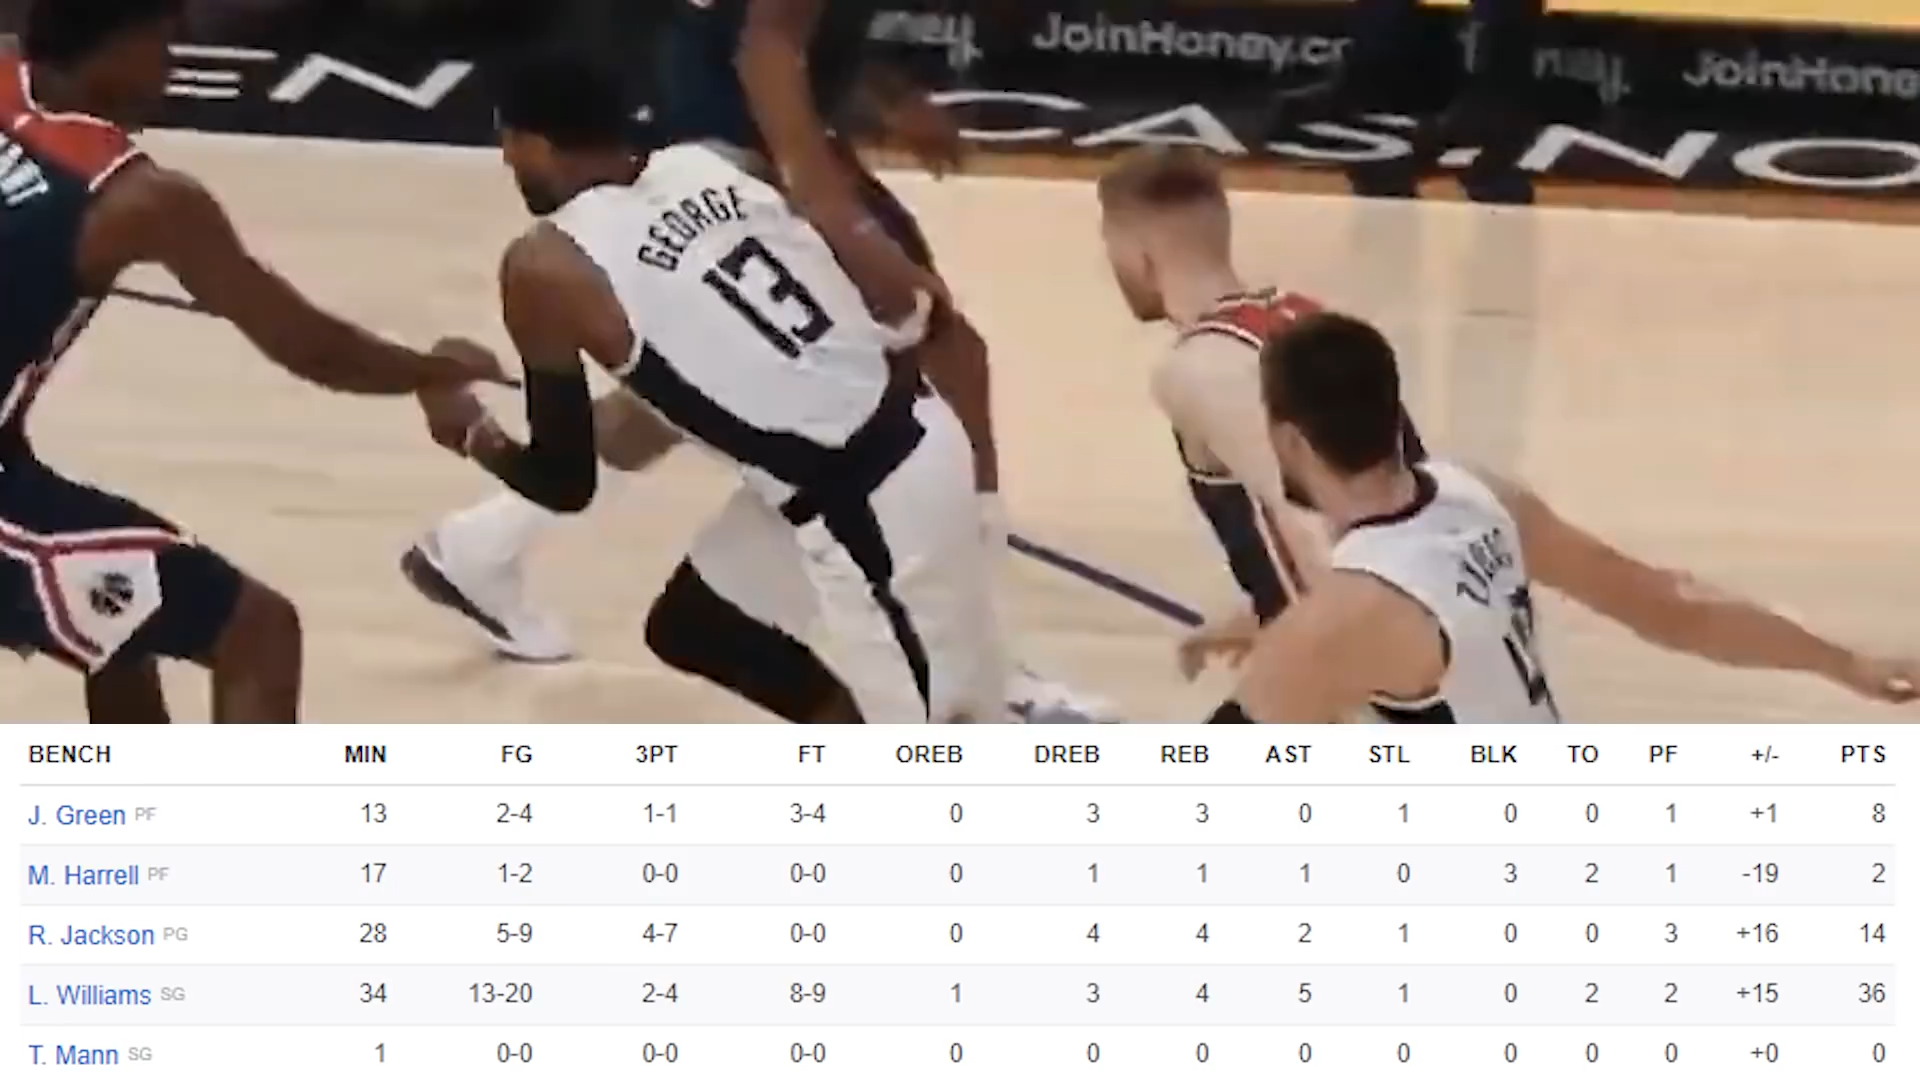 JoinHoney.c
ney.
JoinHone
EN
CAS.NO
GEORGE
13
BENCH MIN FG 3PT FT OREB DREB REB AST STL BLK TO PF +/- PTS
J. Green PF 13 2-4 1-1 3-4 0 3 3 0 1 0 0 1 +1 8
M. Harrell PF 17 1-2 0-0 0-0 0 1 1 1 0 3 2 1 -19 2
R. Jackson PG 28 5-9 4-7 0-0 0 4 4 2 1 0 0 3 +16 14
L. Williams SG 34 13-20 2-4 8-9 1 3 4 5 1 0 2 2 +15 36
T. Mann SG 1 0-0 0-0 0-0 0 0 0 0 0 0 0 0 +0 0